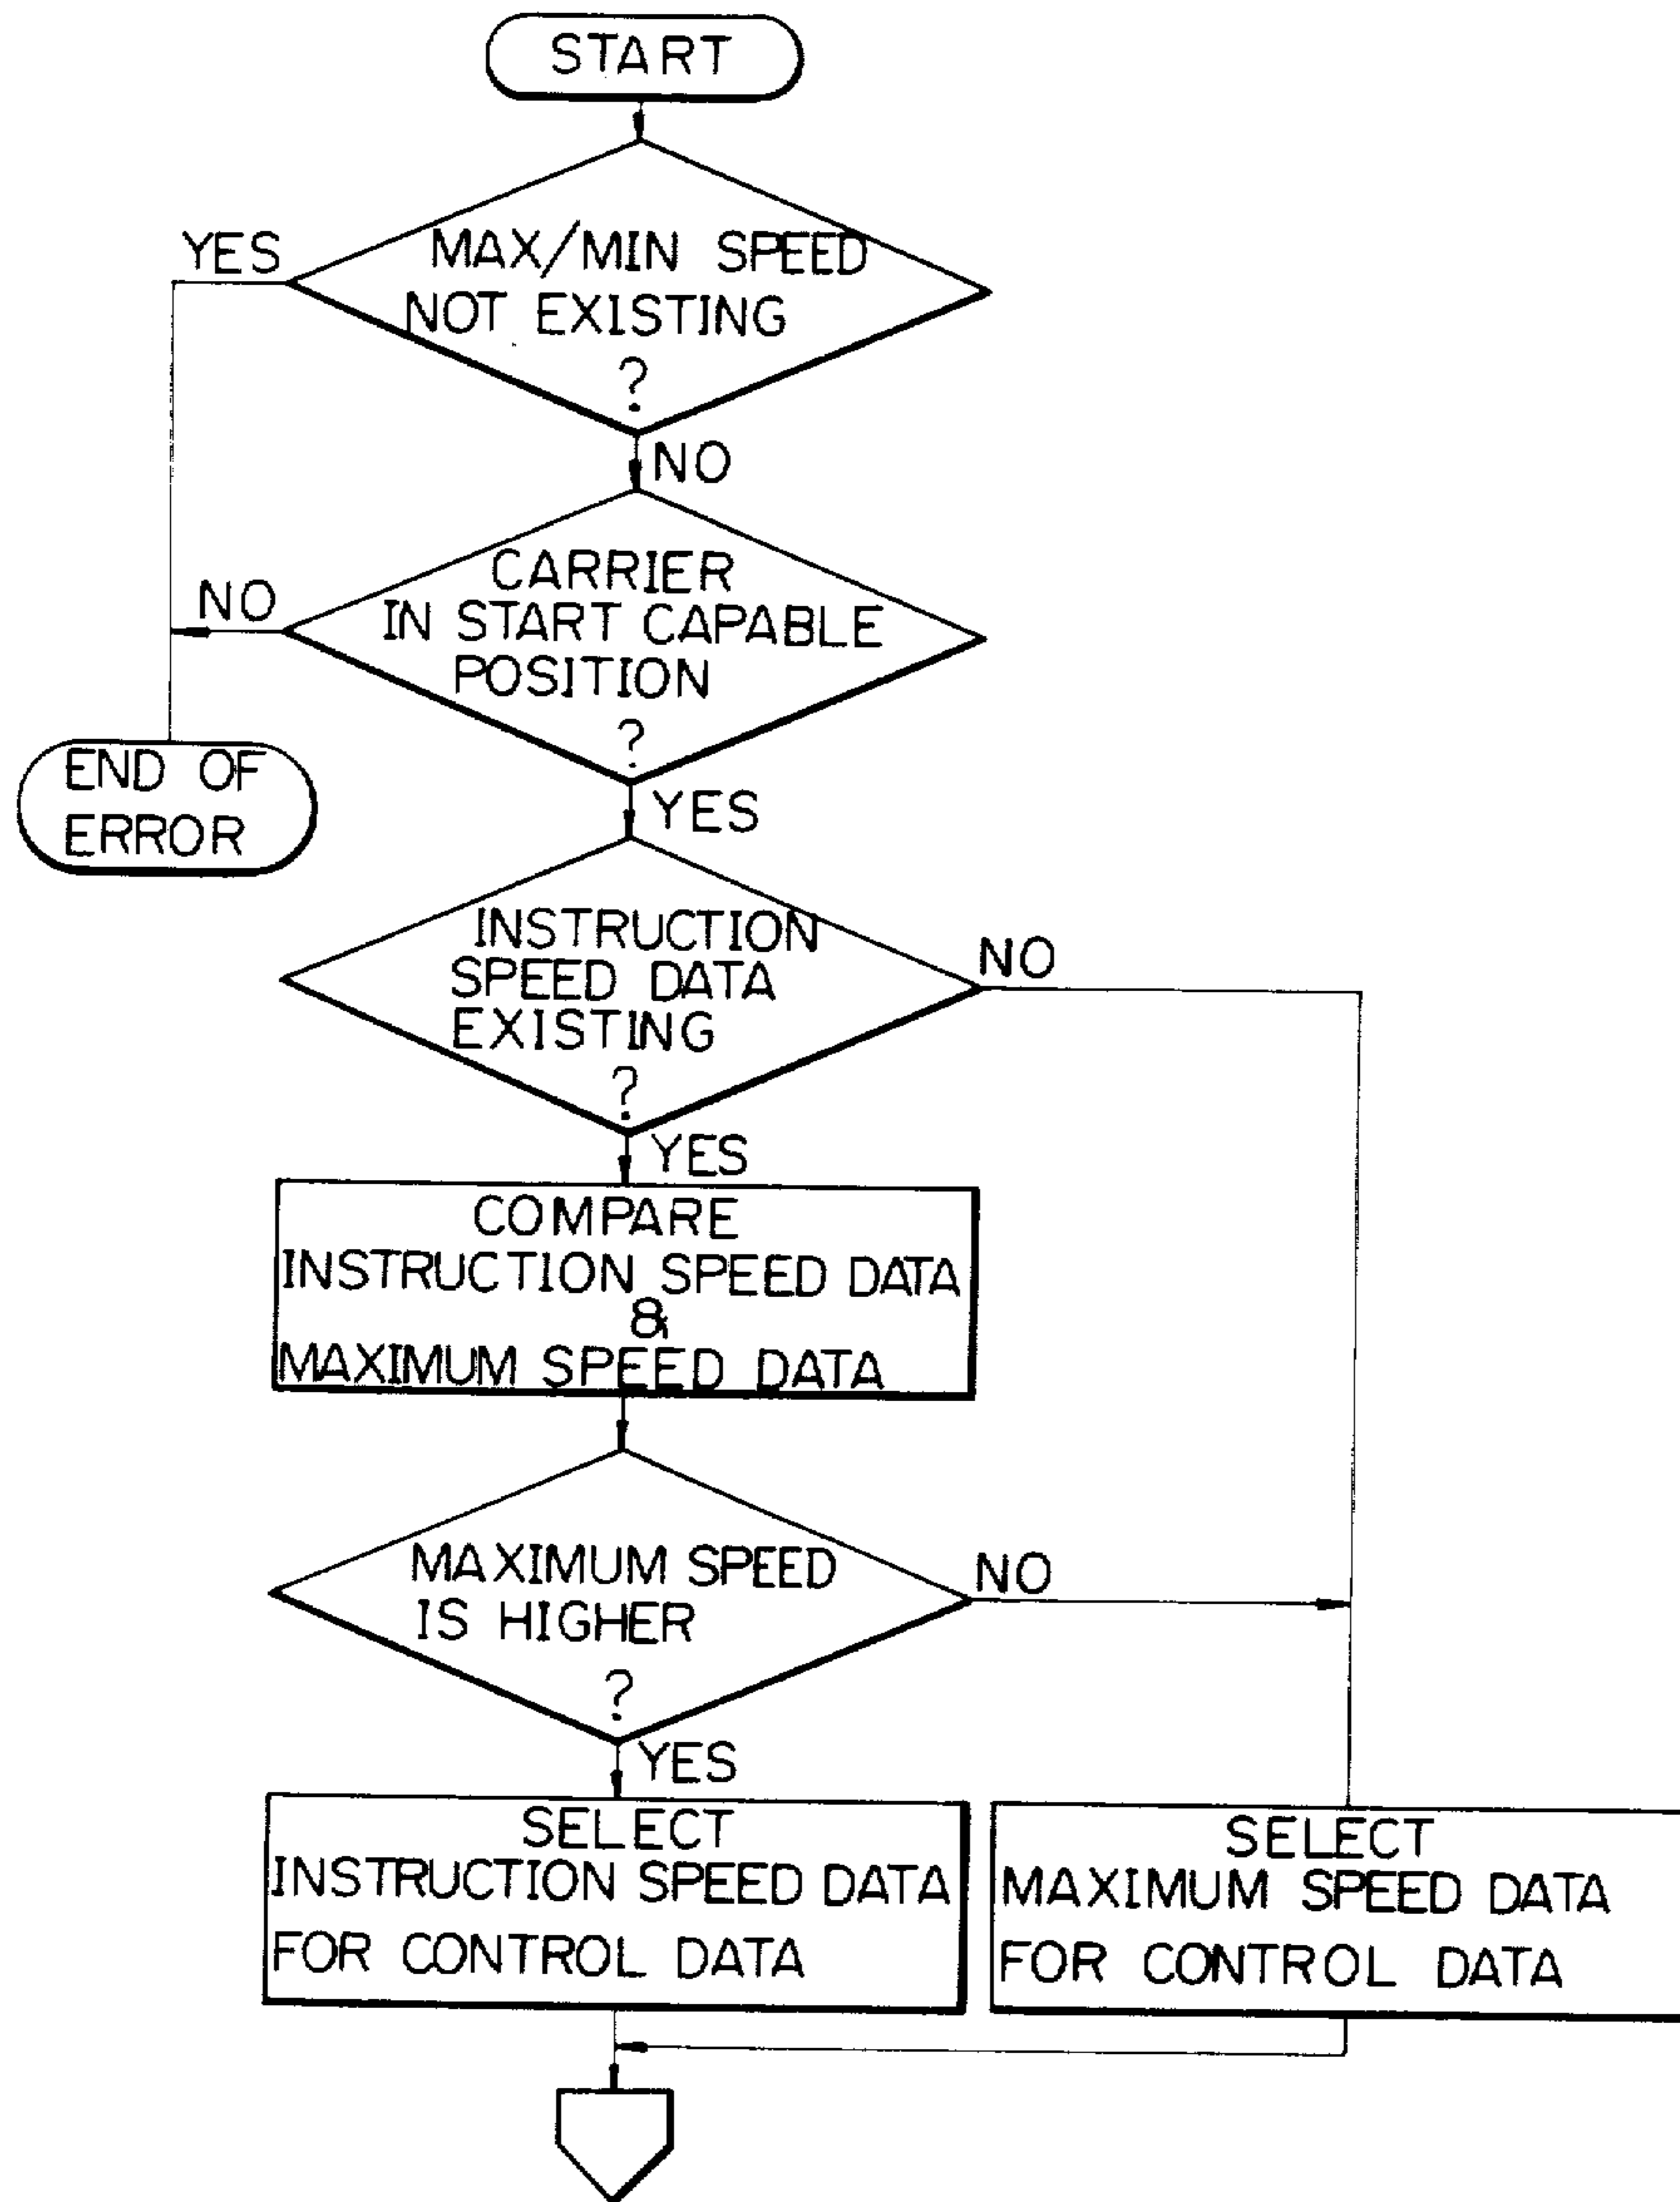 START
YES
MAX/MIN SPEED
NOT EXISTING
?
NO
CARRIER
NO
IN START CAPABLE
POSITION
?
END OF
ERROR
YES
INSTRUCTION
NO
SPEED DATA
EXISTING
?
YES
COMPARE
INSTRUCTION SPEED DATA
&
MAXIMUM SPEED DATA
MAXIMUM SPEED
NO
IS HIGHER
?
YES
SELECT
INSTRUCTION SPEED DATA
FOR CONTROL DATA
SELECT
MAXIMUM SPEED DATA
FOR CONTROL DATA